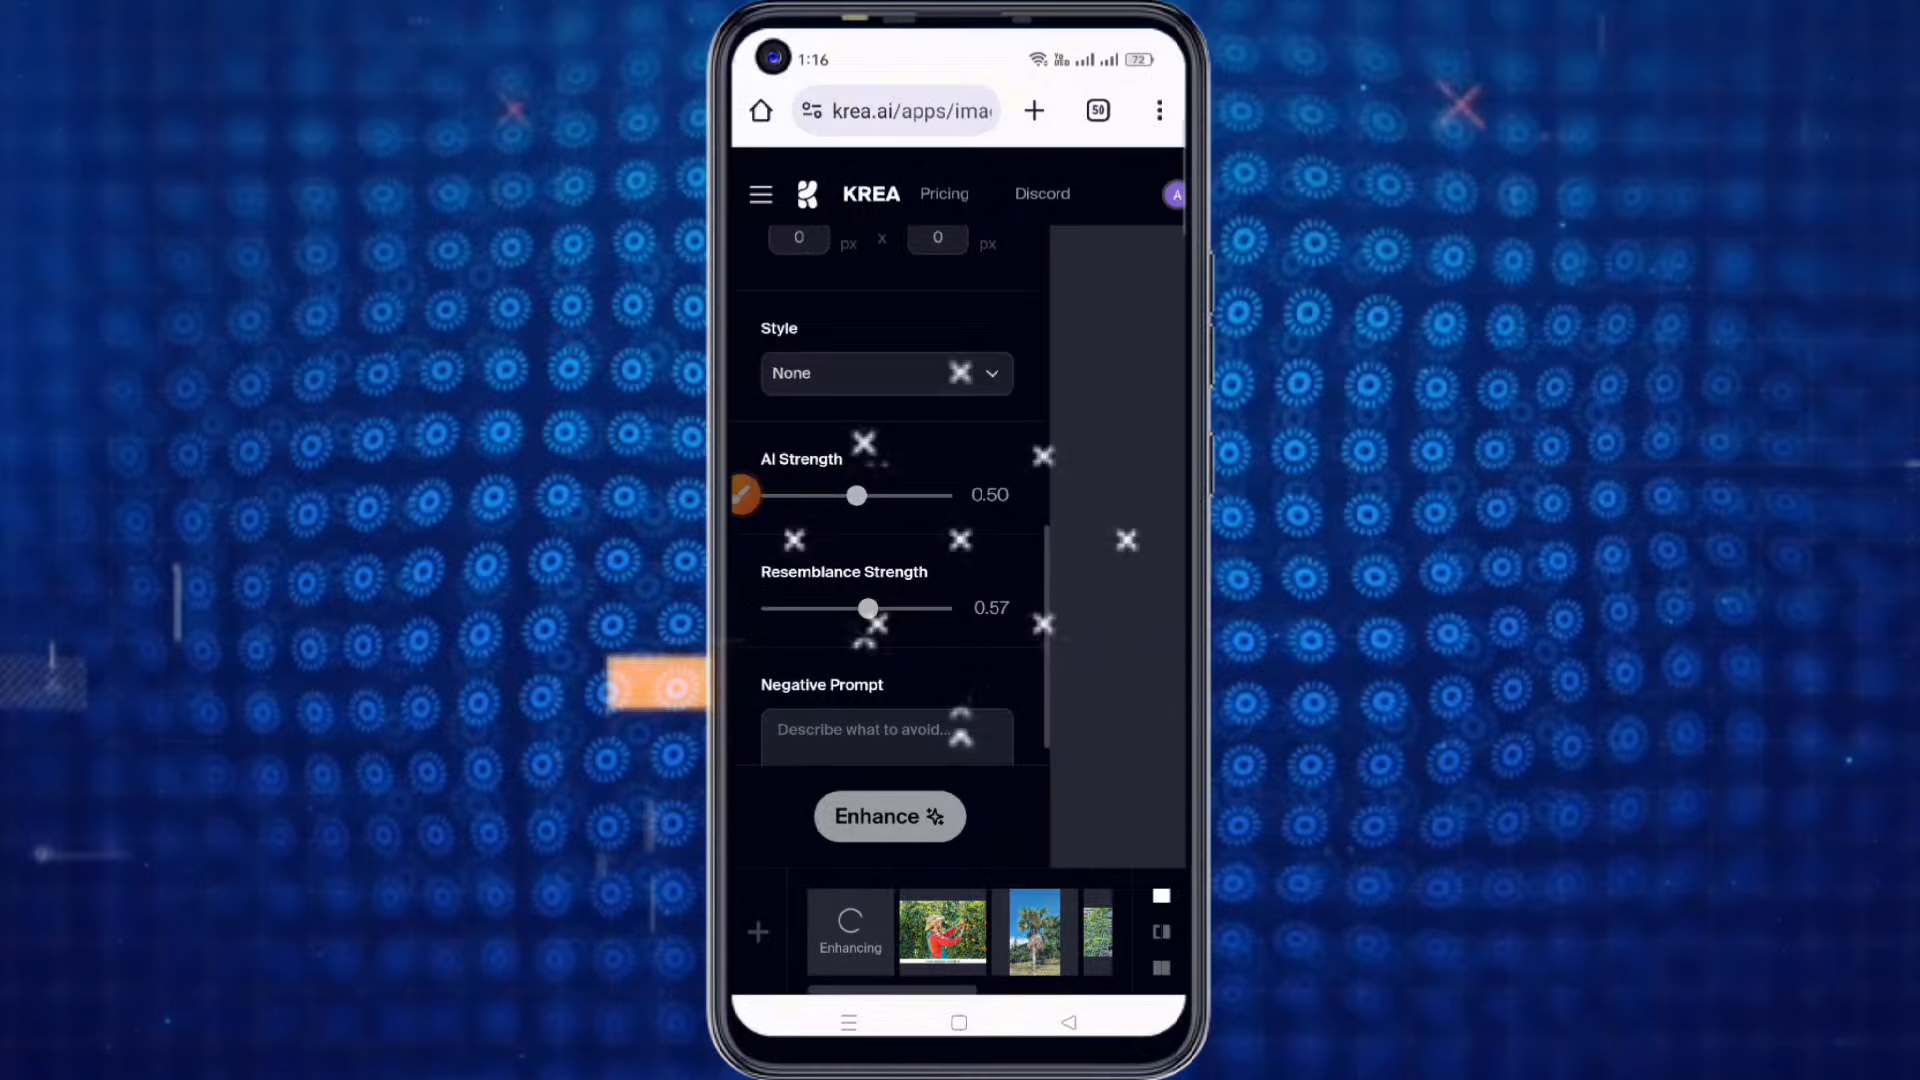 1:16
72
krea.ai/apps/ima
50
KREA Pricing Discord A
0 px x 0 px
Style
None
AI Strength
0.50
Resemblance Strength
0.57
Negative Prompt
Describe what to avoid...
Enhance
Enhancing